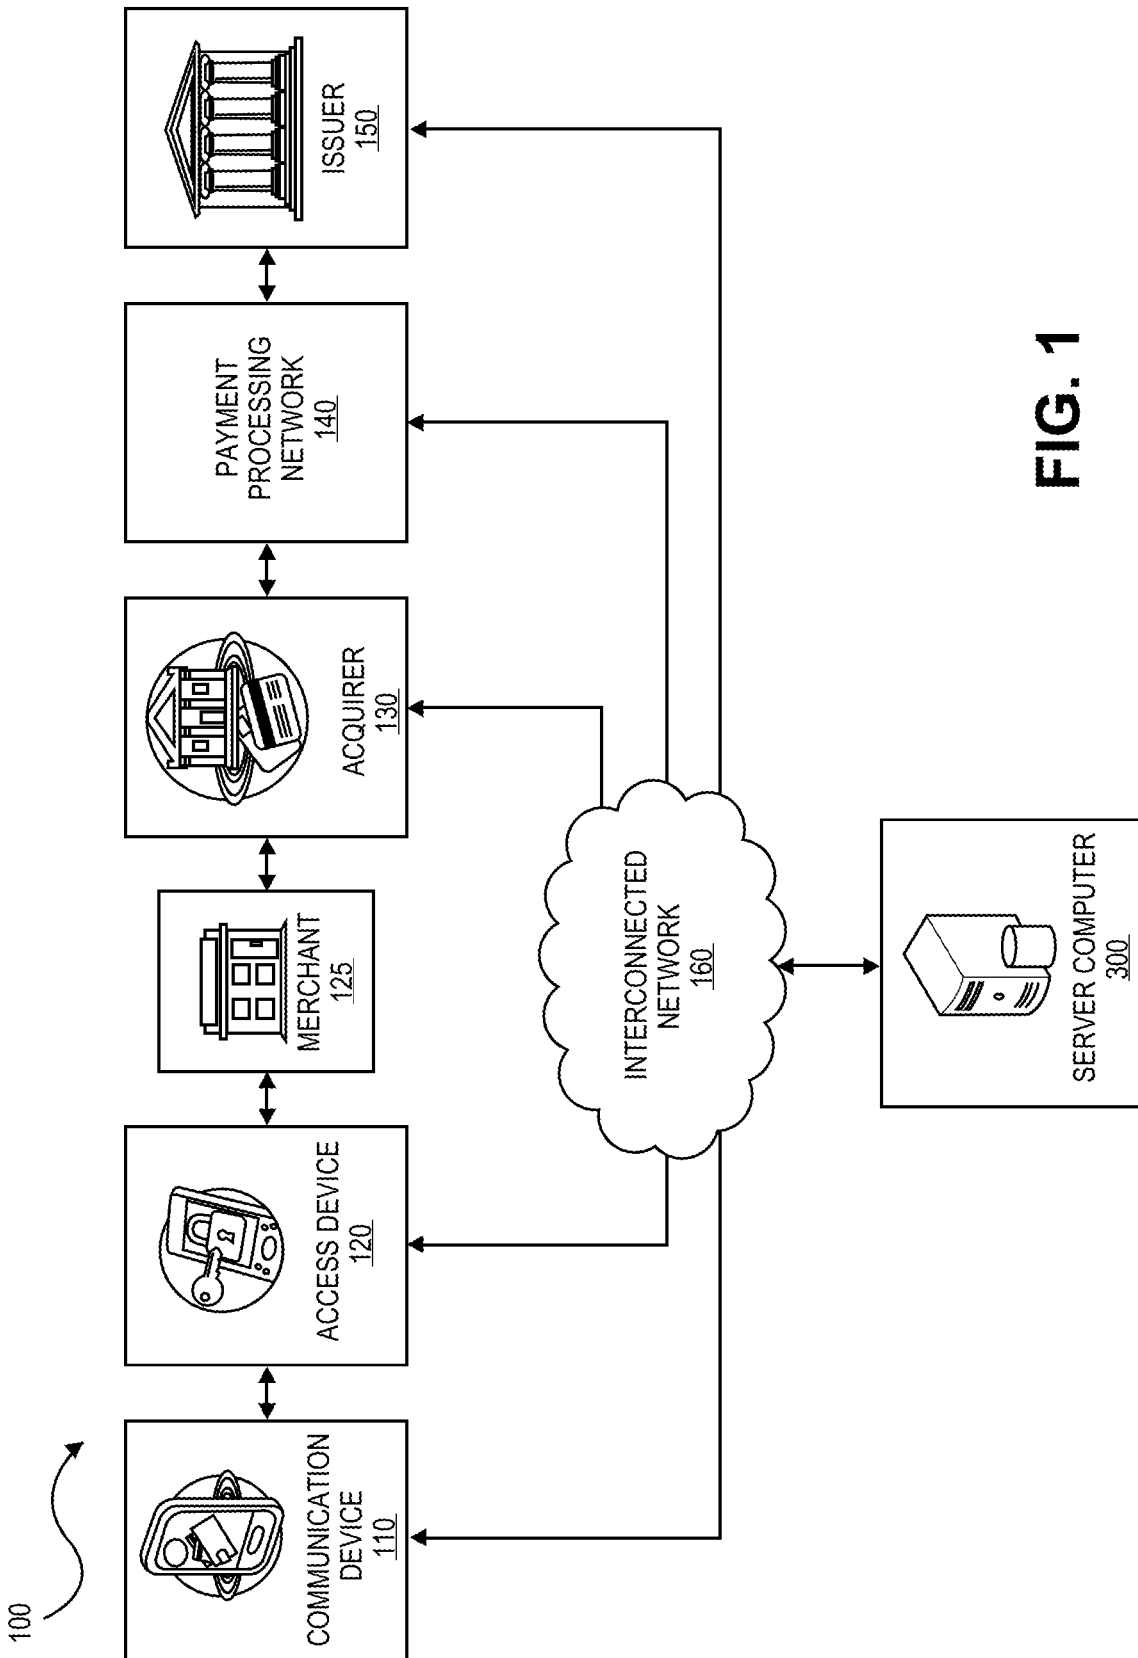 100
COMMUNICATION
DEVICE
110
ACCESS DEVICE
120
MERCHANT
125
ACQUIRER
130
PAYMENT
PROCESSING
NETWORK
140
ISSUER
150
INTERCONNECTED
NETWORK
160
SERVER COMPUTER
300
FIG. 1